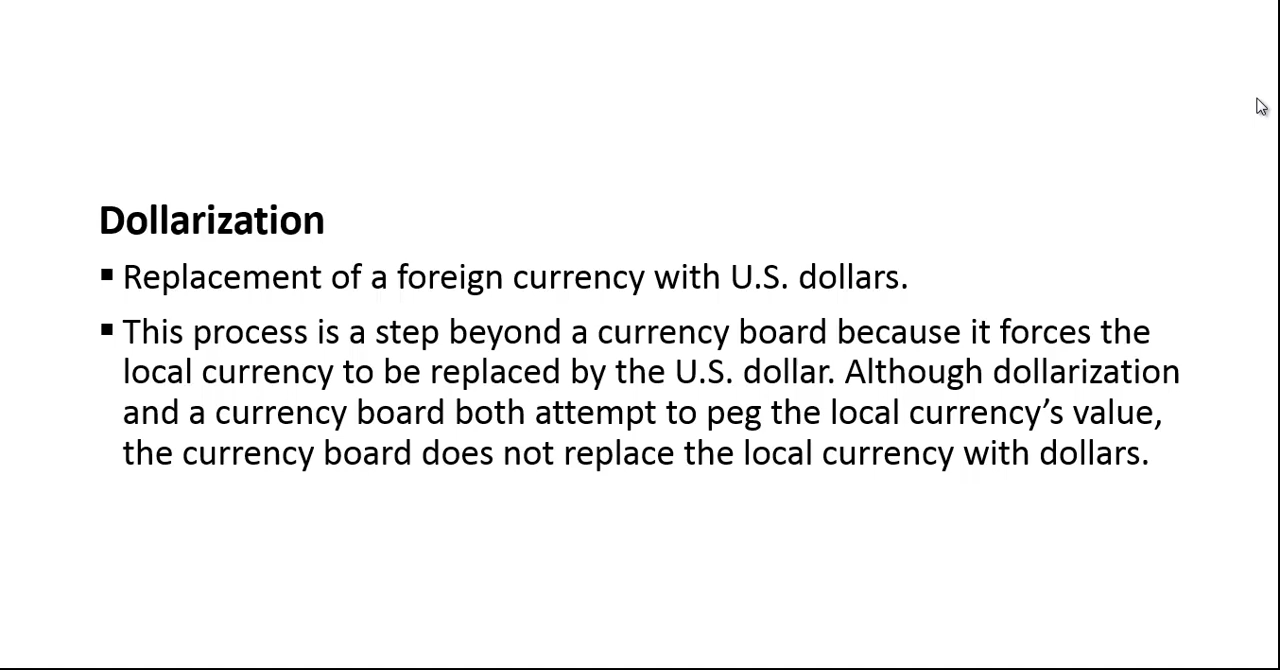 Dollarization
▪ Replacement of a foreign currency with U.S. dollars.
▪ This process is a step beyond a currency board because it forces the
local currency to be replaced by the U.S. dollar. Although dollarization
and a currency board both attempt to peg the local currency’s value,
the currency board does not replace the local currency with dollars.